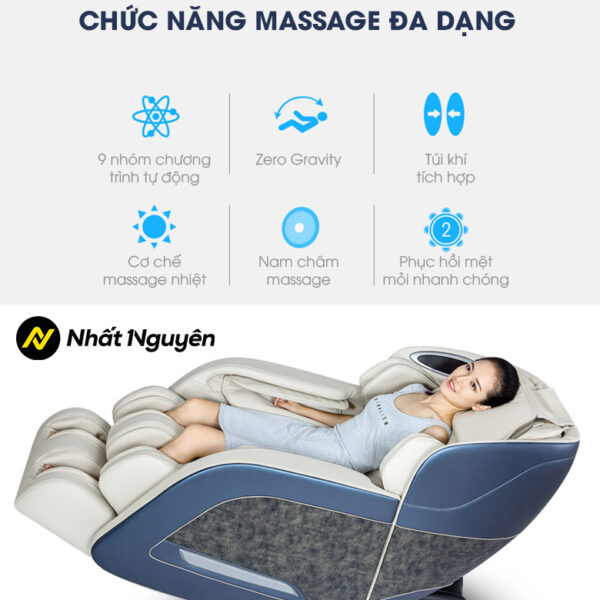 CHỨC NĂNG MASSAGE ĐA DẠNG
9 nhóm chương
trình tự động
Zero Gravity
Túi khí
tích hợp
Cơ chế
massage nhiệt
Nam châm
massage
2
Phục hồi mệt
mỏi nhanh chóng
Nhất 1Nguyên